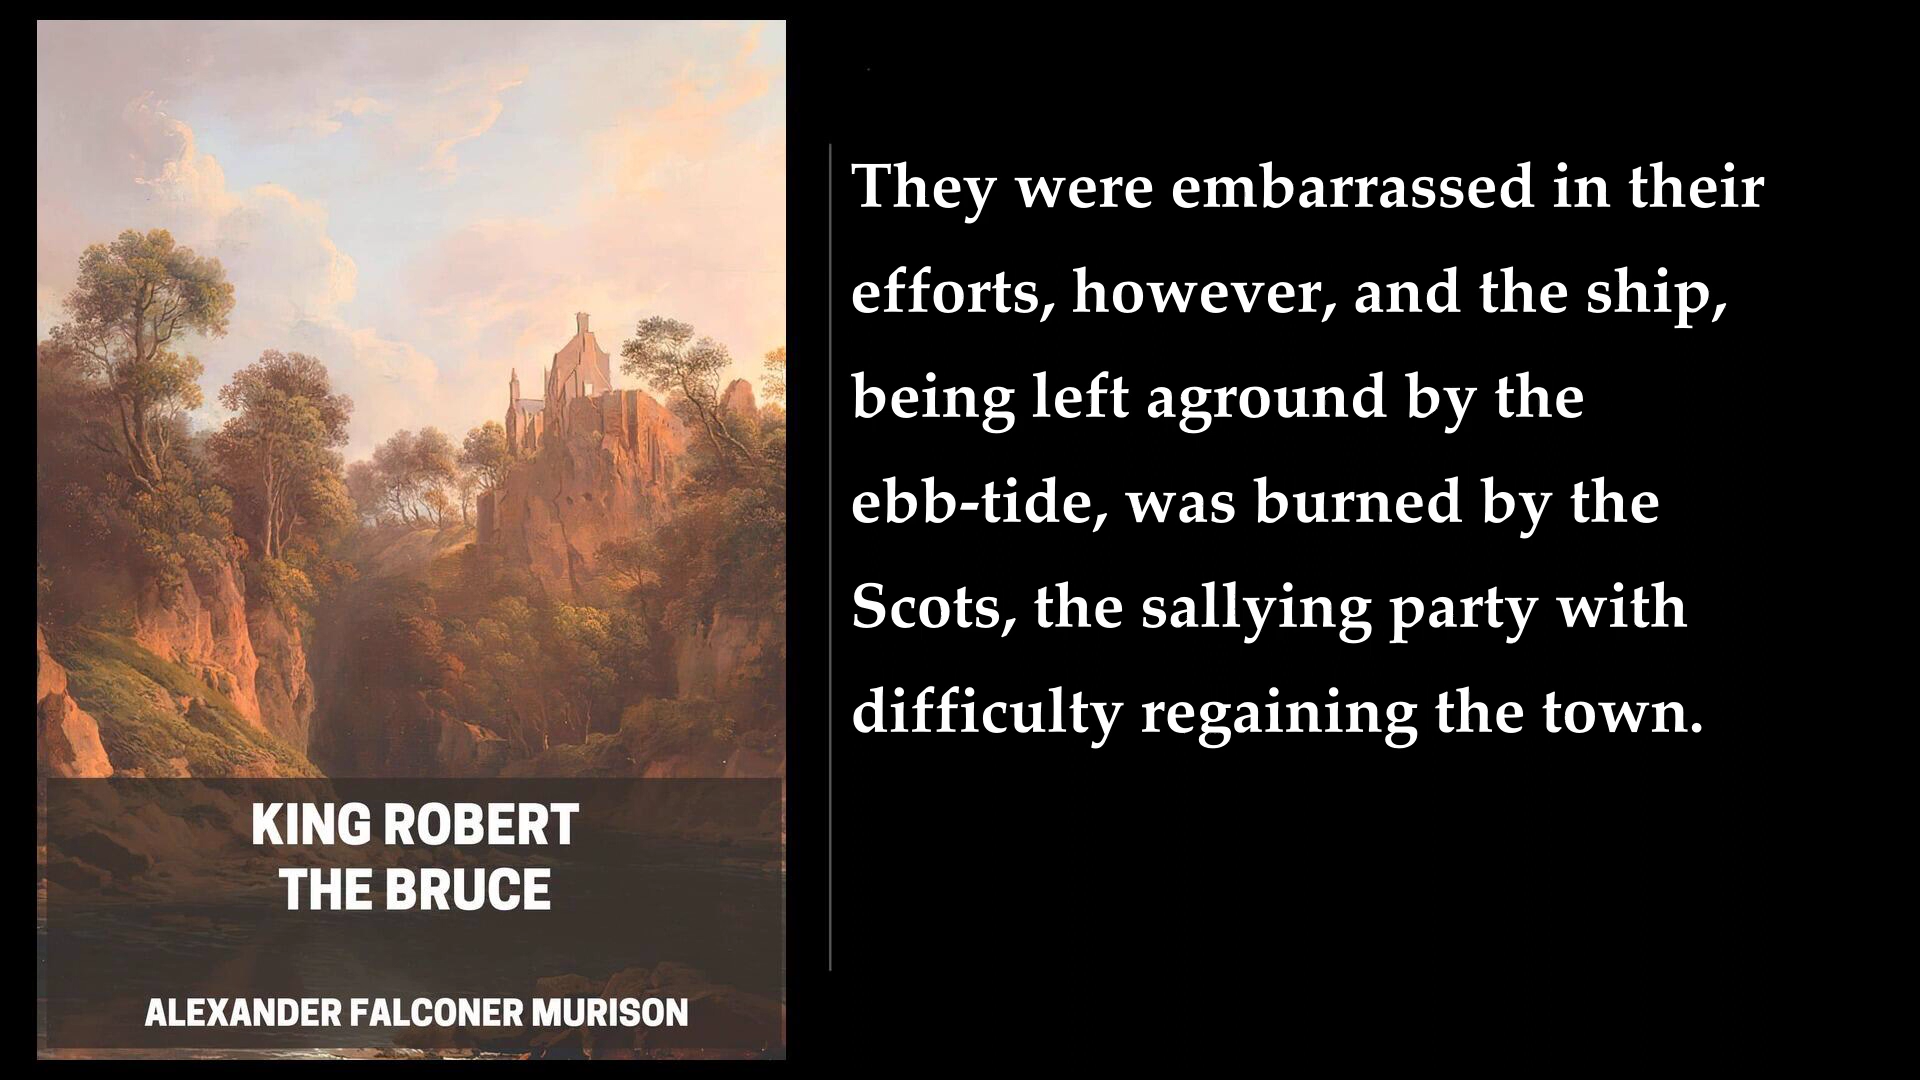 KING ROBERT
THE BRUCE
ALEXANDER FALCONER MURISON
They were embarrassed in their
efforts, however, and the ship,
being left aground by the
ebb-tide, was burned by the
Scots, the sallying party with
difficulty regaining the town.